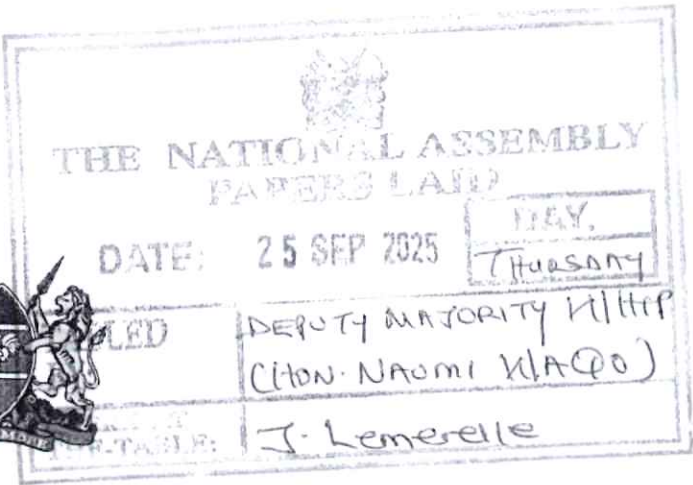 THE NATIONAL ASSEMBLY
PAPERS LAID
DATE: 25 SEP 2025
DAY.
THURSDAY
DEPUTY MAJORITY WHIP
(HON. NAOMI WAQO)
J. Lemerelle